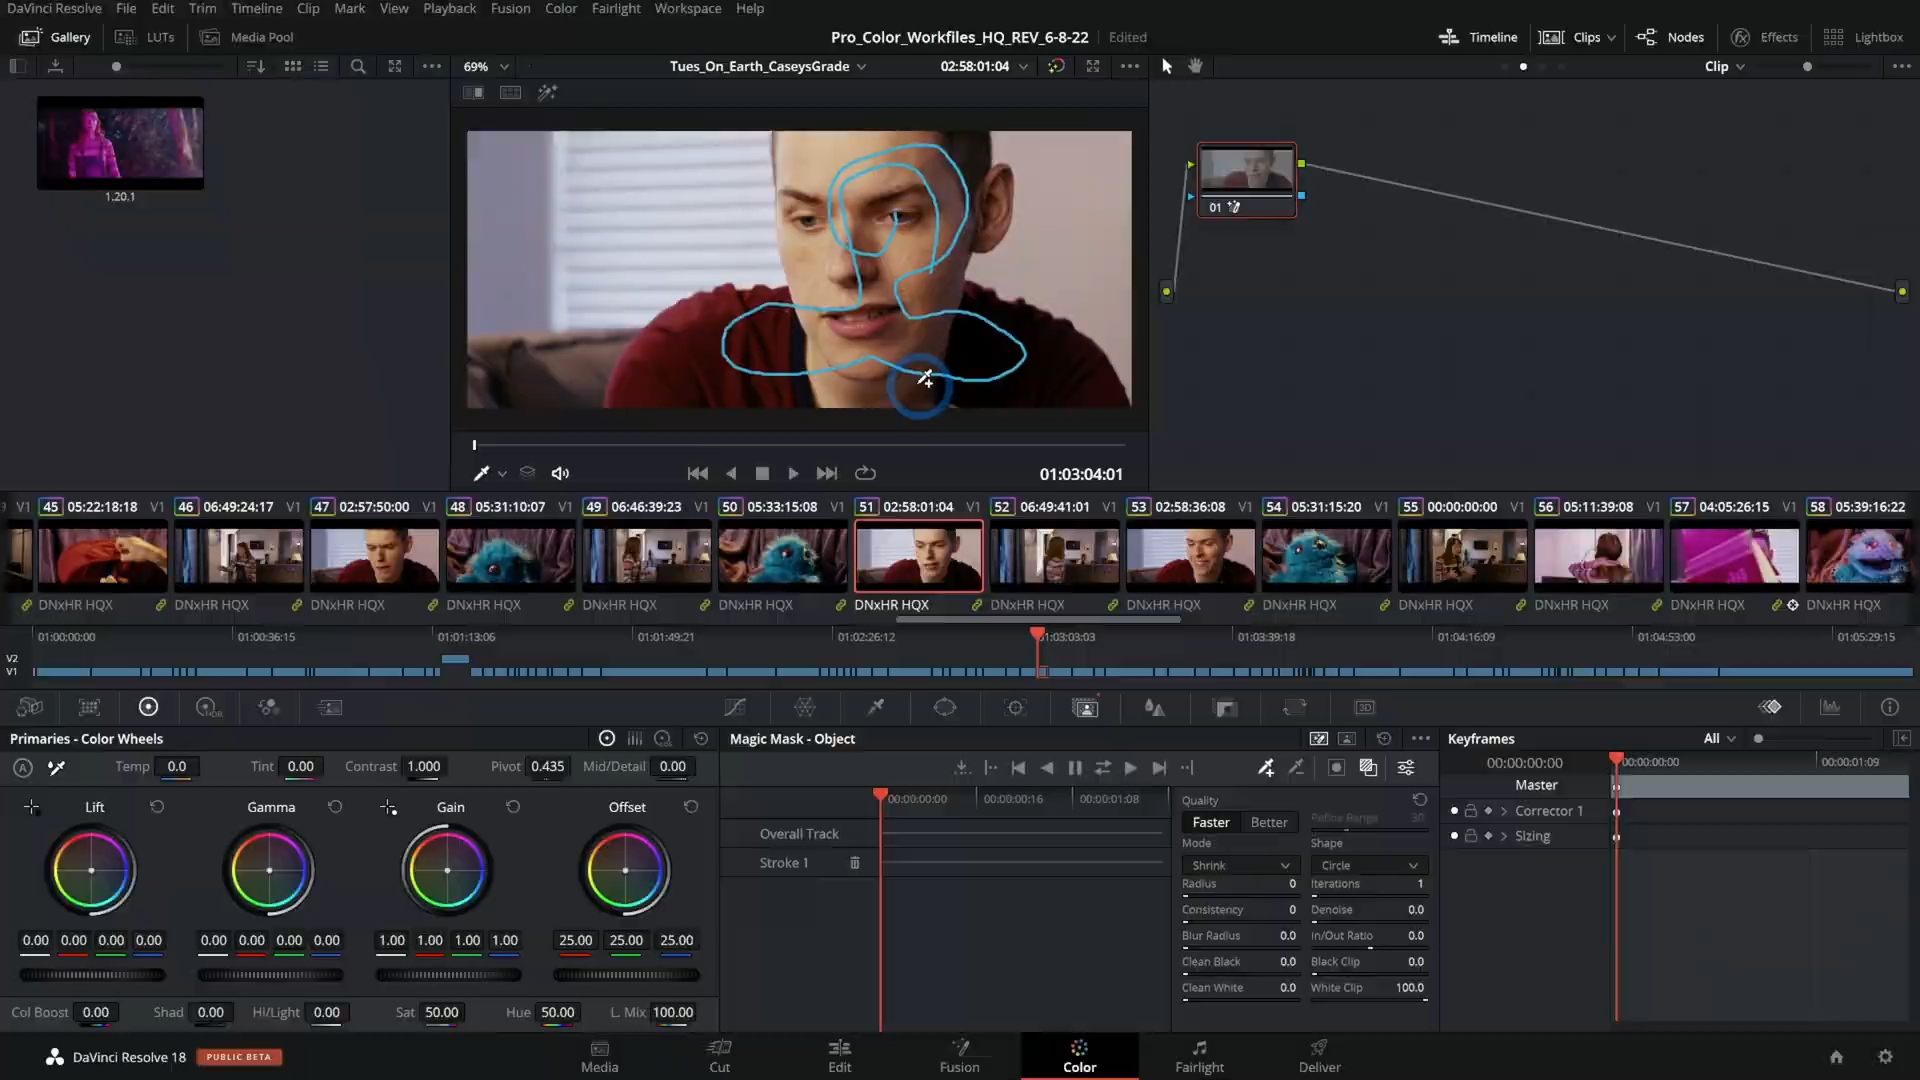 DaVinci Resolve File Edit Trim Timeline Clip Mark View Playback Fusion Color Fairlight Workspace Help
Gallery LUTs Media Pool Pro_Color_Workfiles_HQ_REV_6-8-22 Edited Timeline Clips Nodes Effects Lightbox
69% Tues_On_Earth_CaseysGrade 02:58:01:04 Clip
1.20.1
01
01:03:04:01
V1 45 05:22:18:18 V1 46 06:49:24:17 V1 47 02:57:50:00 V1 48 05:31:10:07 V1 49 06:46:39:23 V1 50 05:33:15:08 V1 51 02:58:01:04 V1 52 06:49:41:01 V1 53 02:58:36:08 V1 54 05:31:15:20 V1 55 00:00:00:00 V1 56 05:11:39:08 V1 57 04:05:26:15 V1 58 05:39:16:22
DNxHR HQX DNxHR HQX DNxHR HQX DNxHR HQX DNxHR HQX DNxHR HQX DNxHR HQX DNxHR HQX DNxHR HQX DNxHR HQX DNxHR HQX DNxHR HQX DNxHR HQX DNxHR HQX
01:00:00:00 01:00:36:15 01:01:13:06 01:01:49:21 01:02:26:12 01:03:03:03 01:03:39:18 01:04:16:09 01:04:53:00 01:05:29:15
V2
V1
HDR 3D
Primaries - Color Wheels Magic Mask - Object Keyframes All
A Temp 0.0 Tint 0.00 Contrast 1.000 Pivot 0.435 Mid/Detail 0.00 00:00:00:00 00:00:00:00 00:00:01:09
Lift Gamma Gain Offset 00:00:00:00 00:00:00:16 00:00:01:08 Quality Master
Faster Better Refine Range 30 Corrector 1
Overall Track Mode Shape Sizing
Stroke 1 Shrink Circle
Radius 0 Iterations 1
Consistency 0 Denoise 0.0
0.00 0.00 0.00 0.00 0.00 0.00 0.00 0.00 1.00 1.00 1.00 1.00 25.00 25.00 25.00 Blur Radius 0.0 In/Out Ratio 0.0
Clean Black 0.0 Black Clip 0.0
Clean White 0.0 White Clip 100.0
Col Boost 0.00 Shad 0.00 Hi/Light 0.00 Sat 50.00 Hue 50.00 L. Mix 100.00
DaVinci Resolve 18 PUBLIC BETA Media Cut Edit Fusion Color Fairlight Deliver